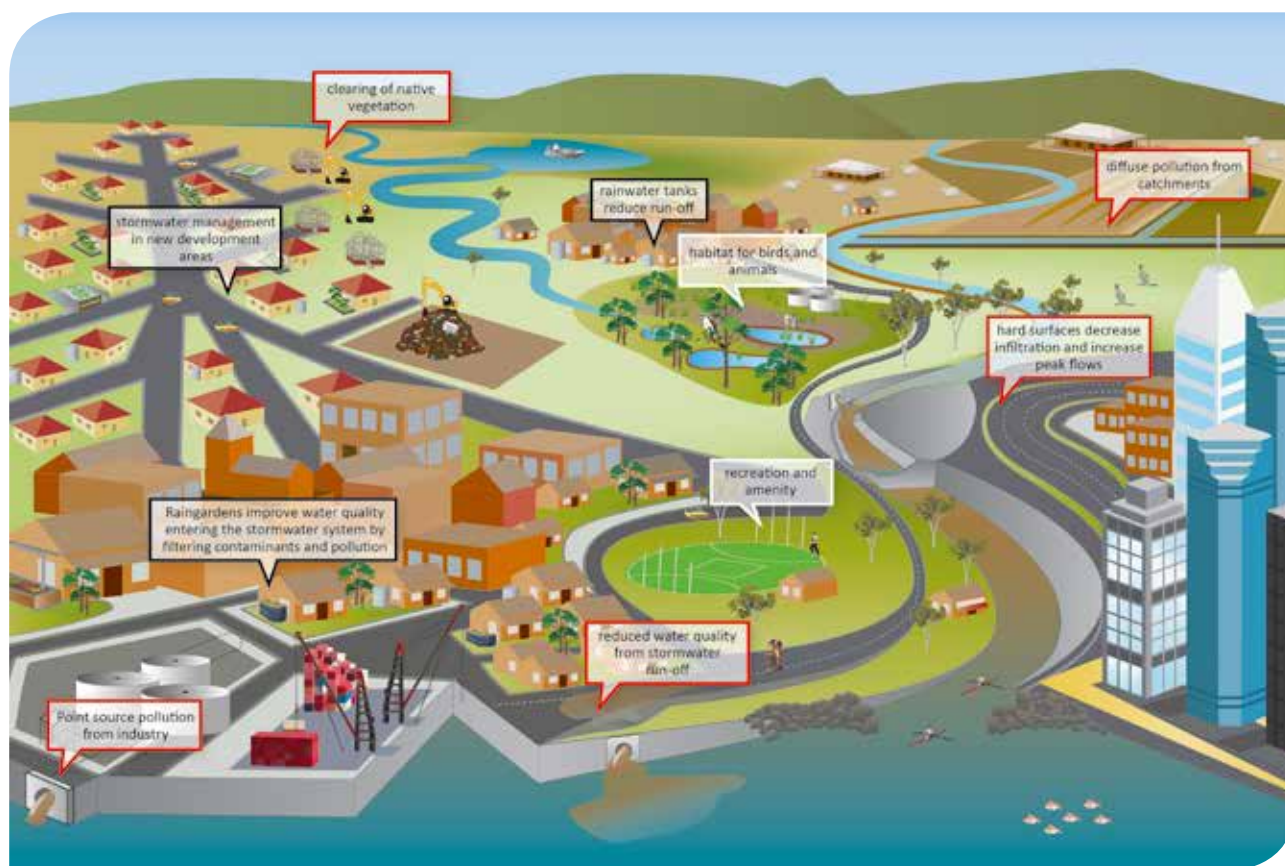 clearing of native
vegetation
diffuse pollution from
catchments
rainwater tanks
reduce run-off
stormwater management
in new development
areas
habitat for birds and
animals
hard surfaces decrease
infiltration and increase
peak flows
recreation and
amenity
Raingardens improve water quality
entering the stormwater system by
filtering contaminants and pollution
reduced water quality
from stormwater
run-off
Point source pollution
from industry